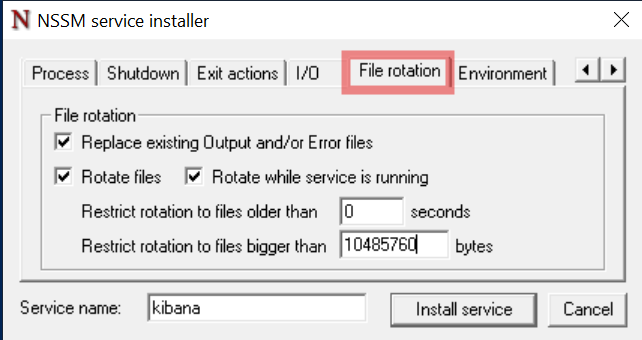 N NSSM service installer
Process Shutdown Exit actions I/O File rotation Environment
File rotation
Replace existing Output and/or Error files
Rotate files Rotate while service is running
Restrict rotation to files older than 0 seconds
Restrict rotation to files bigger than 10485760 bytes
Service name: kibana Install service Cancel